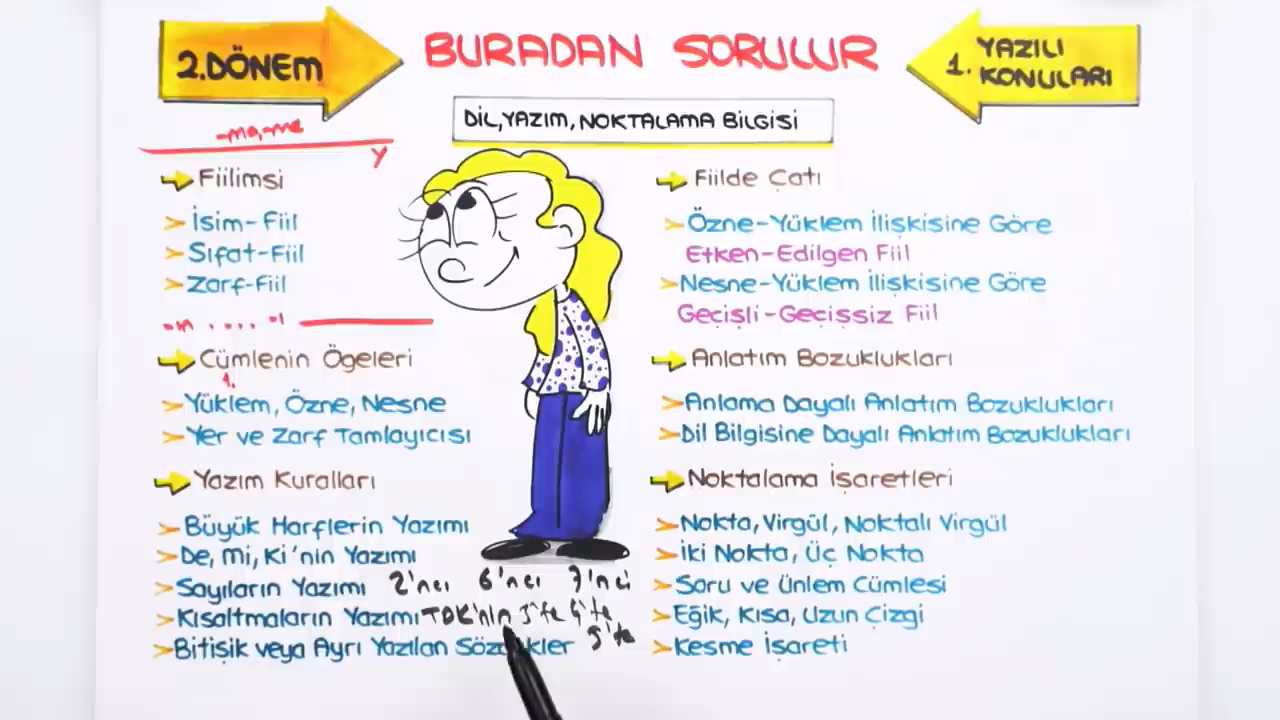 2.DÖNEM
BURADAN SORULUR
1. YAZILI
KONULARI
DİL, YAZIM, NOKTALAMA BİLGİSİ
-ma,-me
y
Fiilimsi
İsim-Fiil
Sıfat-Fiil
Zarf-Fiil
Cümlenin Ögeleri
1.
Yüklem, Özne, Nesne
Yer ve Zarf Tamlayıcısı
Yazım Kuralları
Büyük Harflerin Yazımı
De, Mi, Ki'nin Yazımı
Sayıların Yazımı 2'ncı 6'ncı 7'nci
Kısaltmaların Yazımı TDK'nin 3'te 4'te
5'te
Bitişik veya Ayrı Yazılan
Fiilde Çatı
Özne-Yüklem İlişkisine Göre
Etken-Edilgen Fiil
Nesne-Yüklem İlişkisine Göre
Geçişli-Geçissiz Fiil
Anlatım Bozuklukları
Anlama Dayalı Anlatım Bozuklukları
Dil Bilgisine Dayalı Anlatım Bozuklukları
Noktalama İşaretleri
Nokta, Virgül, Noktalı Virgül
İki Nokta, Üç Nokta
Soru ve Ünlem Cümlesi
Eğik, Kısa, Uzun Çizgi
Kesme İşareti